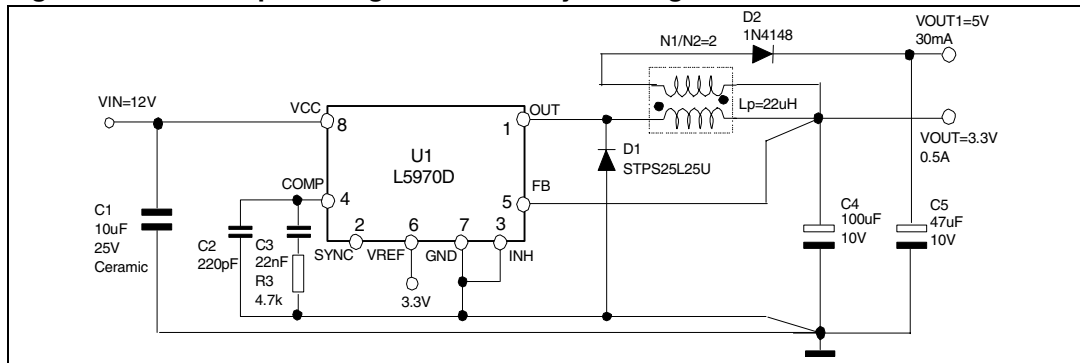 D2
1N4148
VOUT1=5V
30mA
N1/N2=2
VIN=12V
VCC
8
OUT
1
Lp=22uH
U1
L5970D
D1
STPS25L25U
VOUT=3.3V
0.5A
COMP
4
FB
5
C1
10uF
25V
Ceramic
C2
220pF
C3
22nF
R3
4.7k
2
6
7
3
SYNC
VREF
GND
INH
3.3V
C4
100uF
10V
C5
47uF
10V